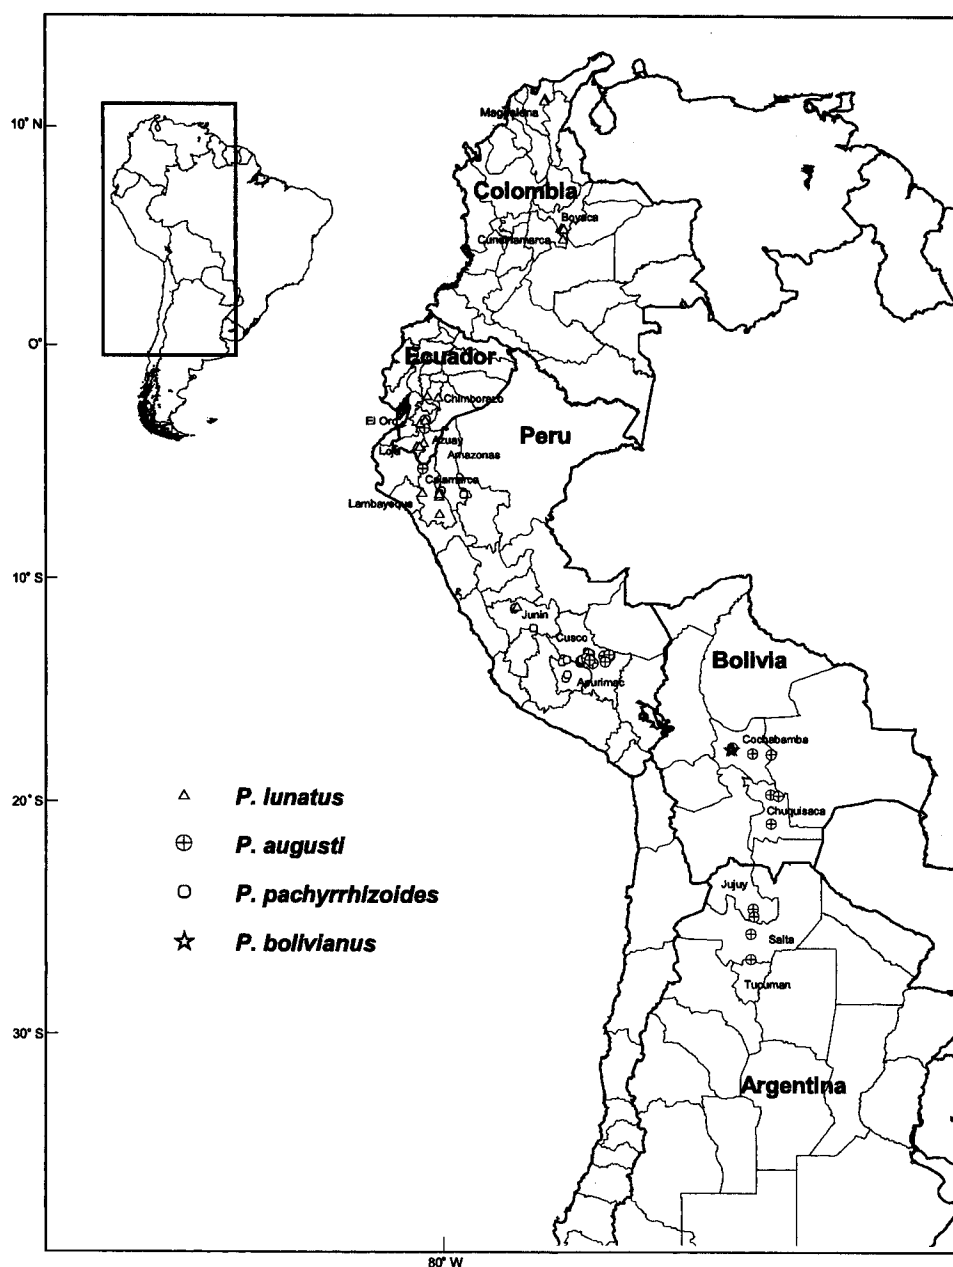 10° N
Magdalena
Colombia
Boyaca
Cundinamarca
0°
Ecuador
Chimborazo
El Oro
Peru
Azuay
Loja
Amazonas
Cajamarca
Lambayeque
10° S
Junin
Cusco
Bolivia
Apurimac
Cochabamba
P. lunatus
20° S
Chuquisaca
P. augusti
Jujuy
P. pachyrrhizoides
P. bolivianus
Salta
Tucuman
30° S
Argentina
80° W